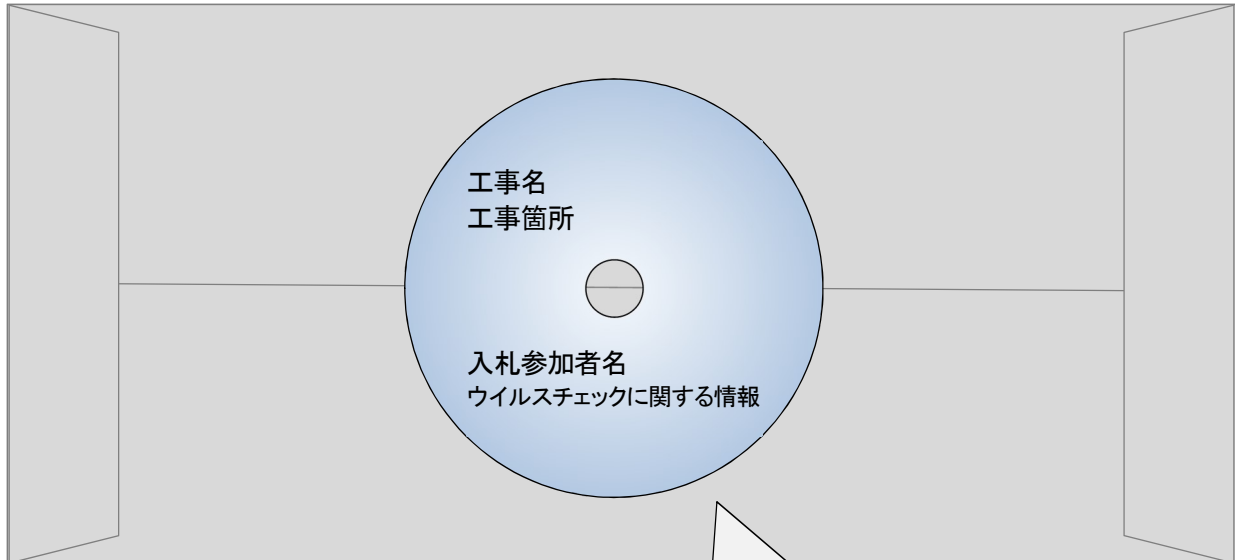 工事名
工事箇所
入札参加者名
ウイルスチェックに関する情報